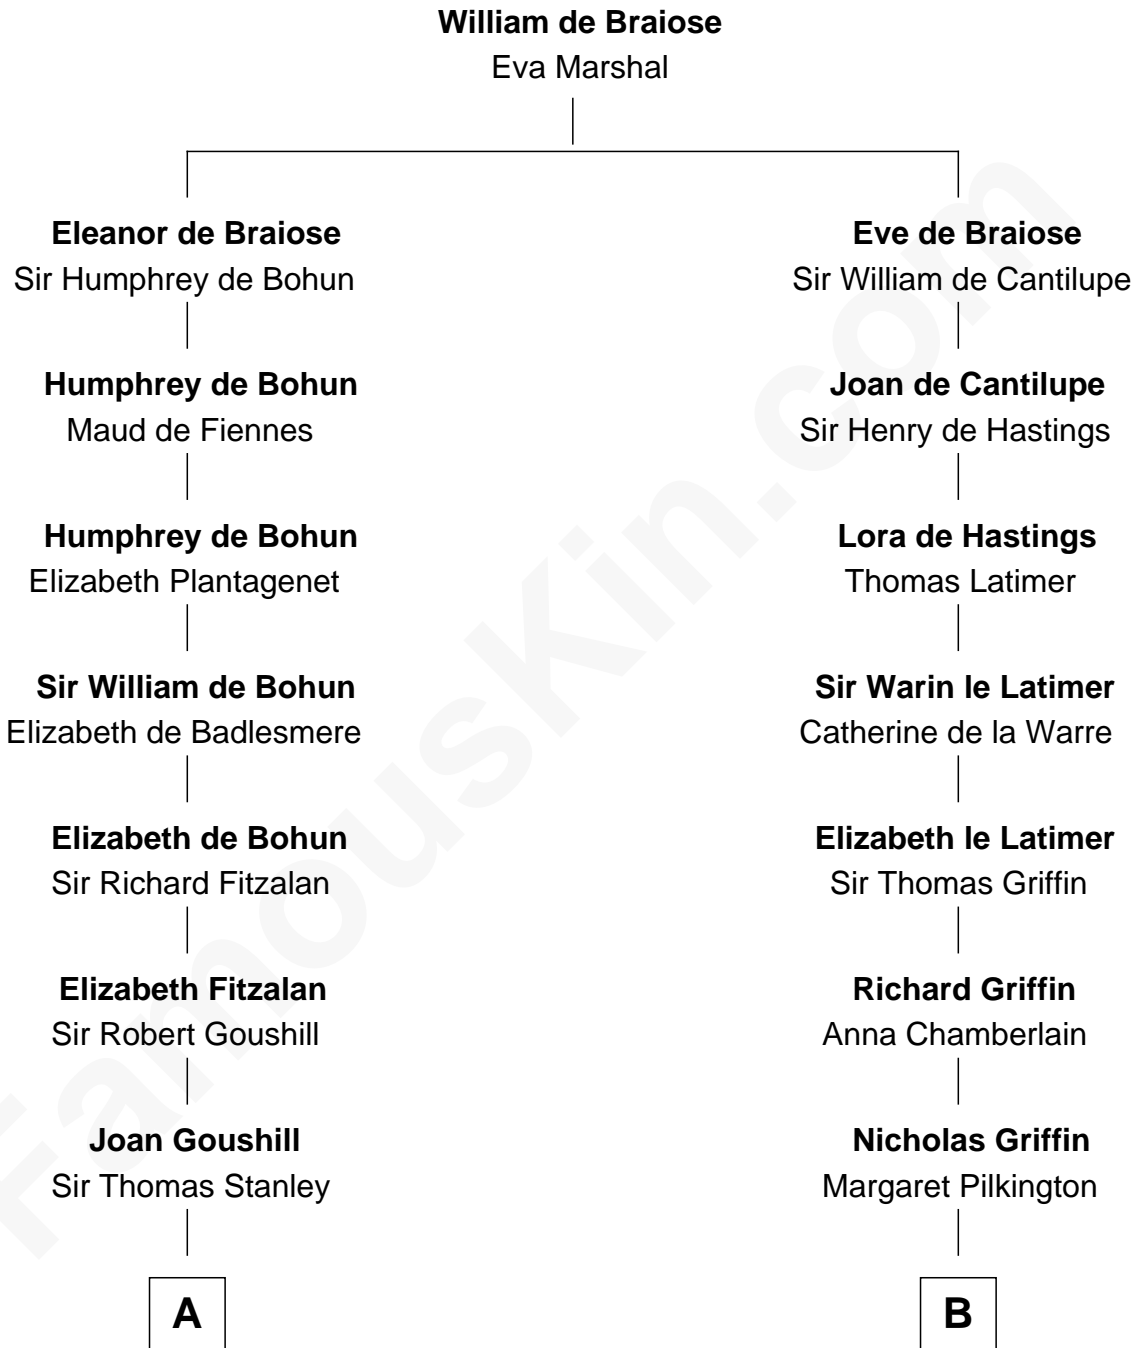 William de Braiose
Eva Marshal
Eleanor de Braiose
Sir Humphrey de Bohun
Humphrey de Bohun
Maud de Fiennes
Humphrey de Bohun
Elizabeth Plantagenet
Sir William de Bohun
Elizabeth de Badlesmere
Elizabeth de Bohun
Sir Richard Fitzalan
Elizabeth Fitzalan
Sir Robert Goushill
Joan Goushill
Sir Thomas Stanley
A
Eve de Braiose
Sir William de Cantilupe
Joan de Cantilupe
Sir Henry de Hastings
Lora de Hastings
Thomas Latimer
Sir Warin le Latimer
Catherine de la Warre
Elizabeth le Latimer
Sir Thomas Griffin
Richard Griffin
Anna Chamberlain
Nicholas Griffin
Margaret Pilkington
B
FamousKin.com